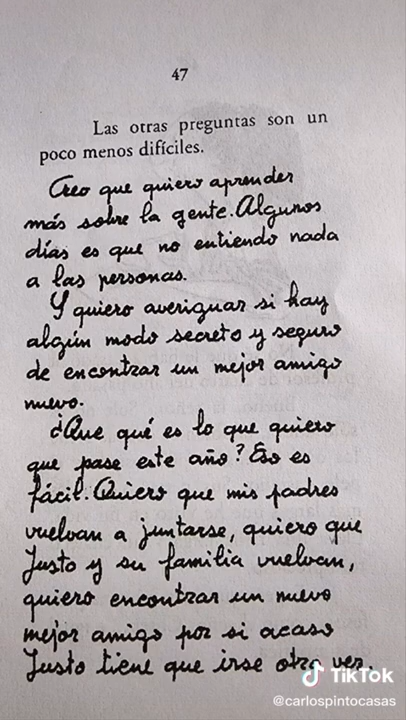 47
Las otras preguntas son un
poco menos difíciles.
Creo que quiero aprender
más sobre la gente. Algunos
días es que no entiendo nada
a las personas.
Y quiero averiguar si hay
algún modo secreto y seguro
de encontrar un mejor amigo
nuevo.
¿Que qué es lo que quiero
que pase este año? Eso es
fácil. Quiero que mis padres
vuelvan a juntarse, quiero que
Justo y su familia vuelvan,
quiero encontrar un nuevo
mejor amigo por si acaso
Justo tiene que irse otra vez.
TikTok
@carlospintocasas